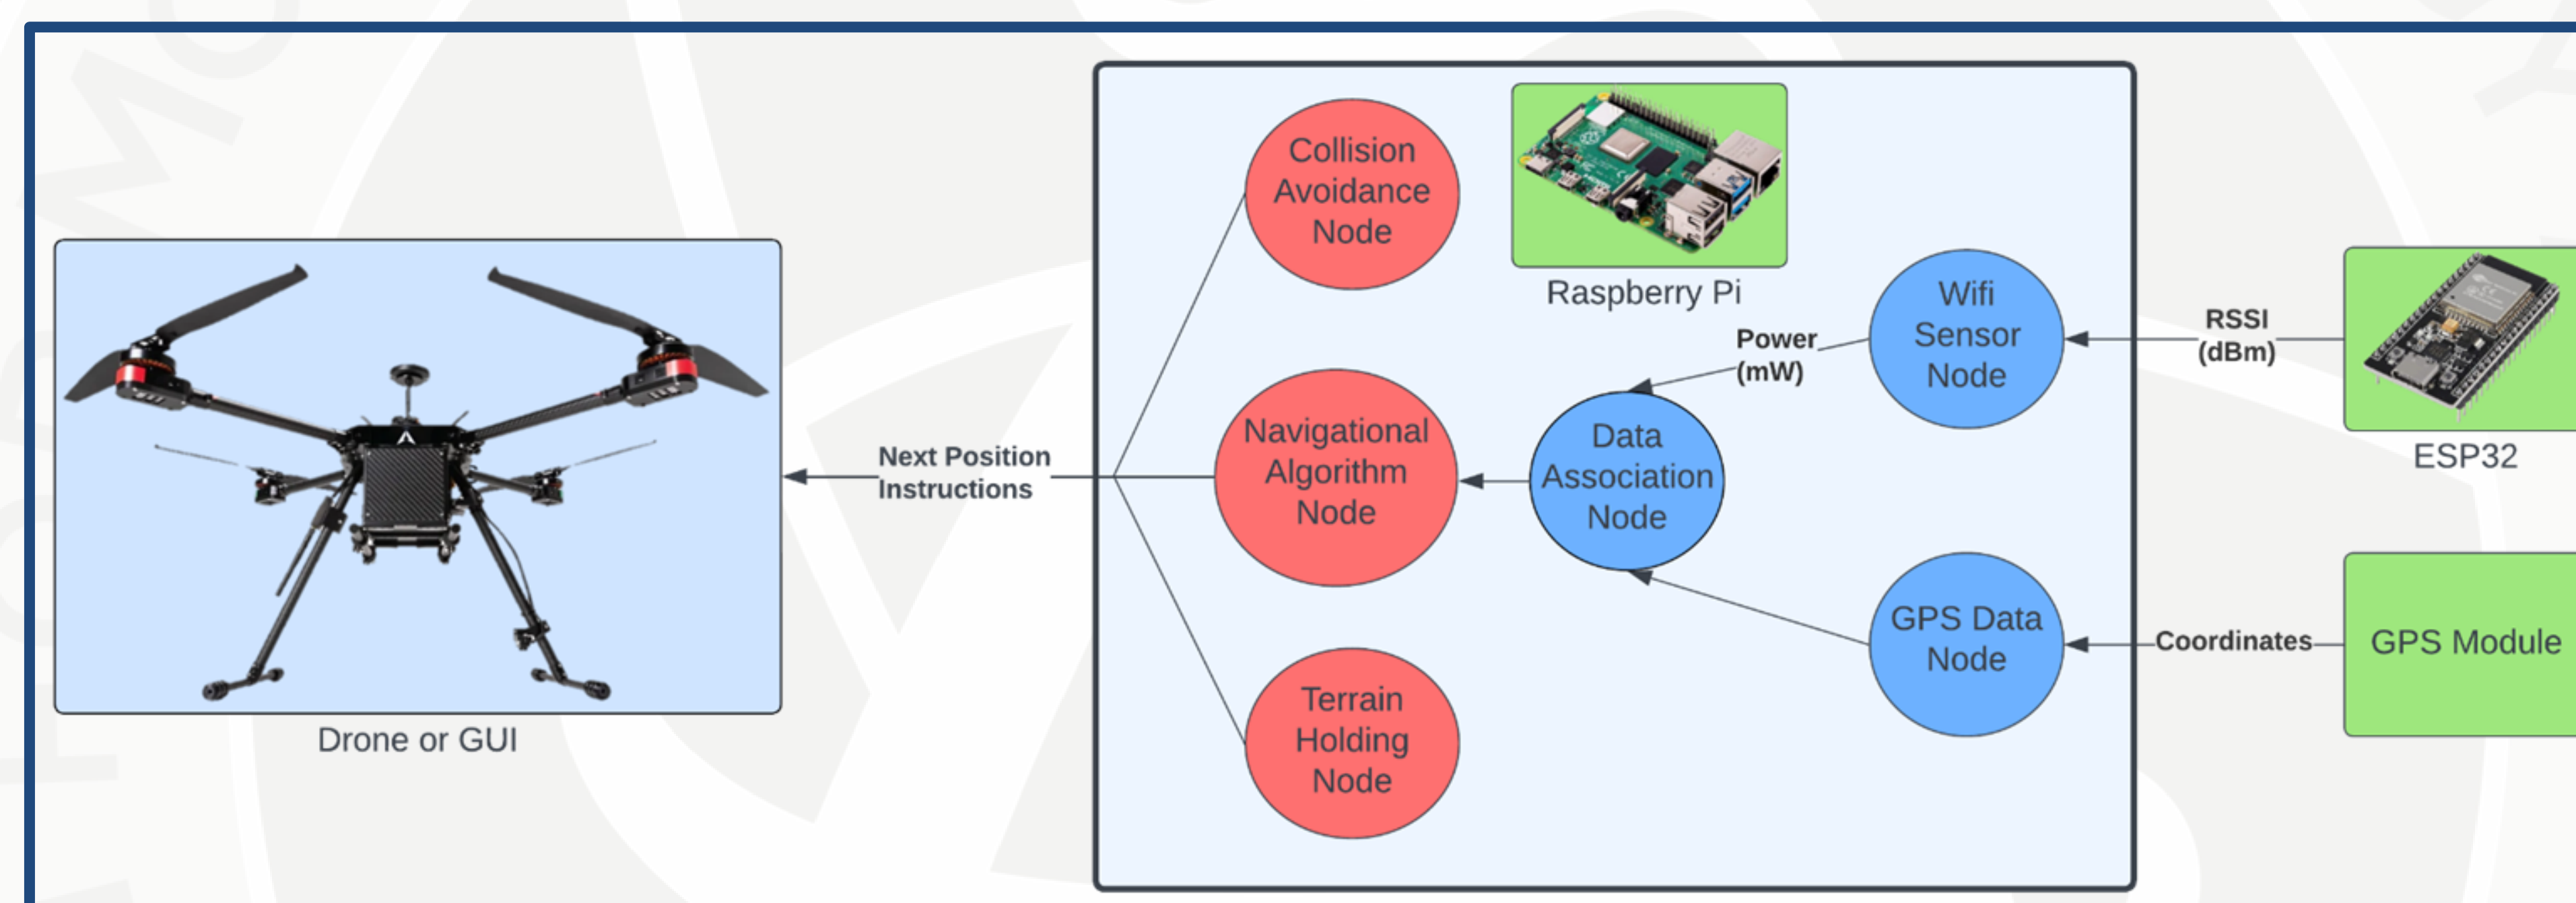 Collision
Avoidance
Node
Raspberry Pi
Wifi
Sensor
Node
RSSI
(dBm)
ESP32
Power
(mW)
Navigational
Algorithm
Node
Data
Association
Node
Next Position
Instructions
GPS Data
Node
Coordinates
GPS Module
Terrain
Holding
Node
Drone or GUI